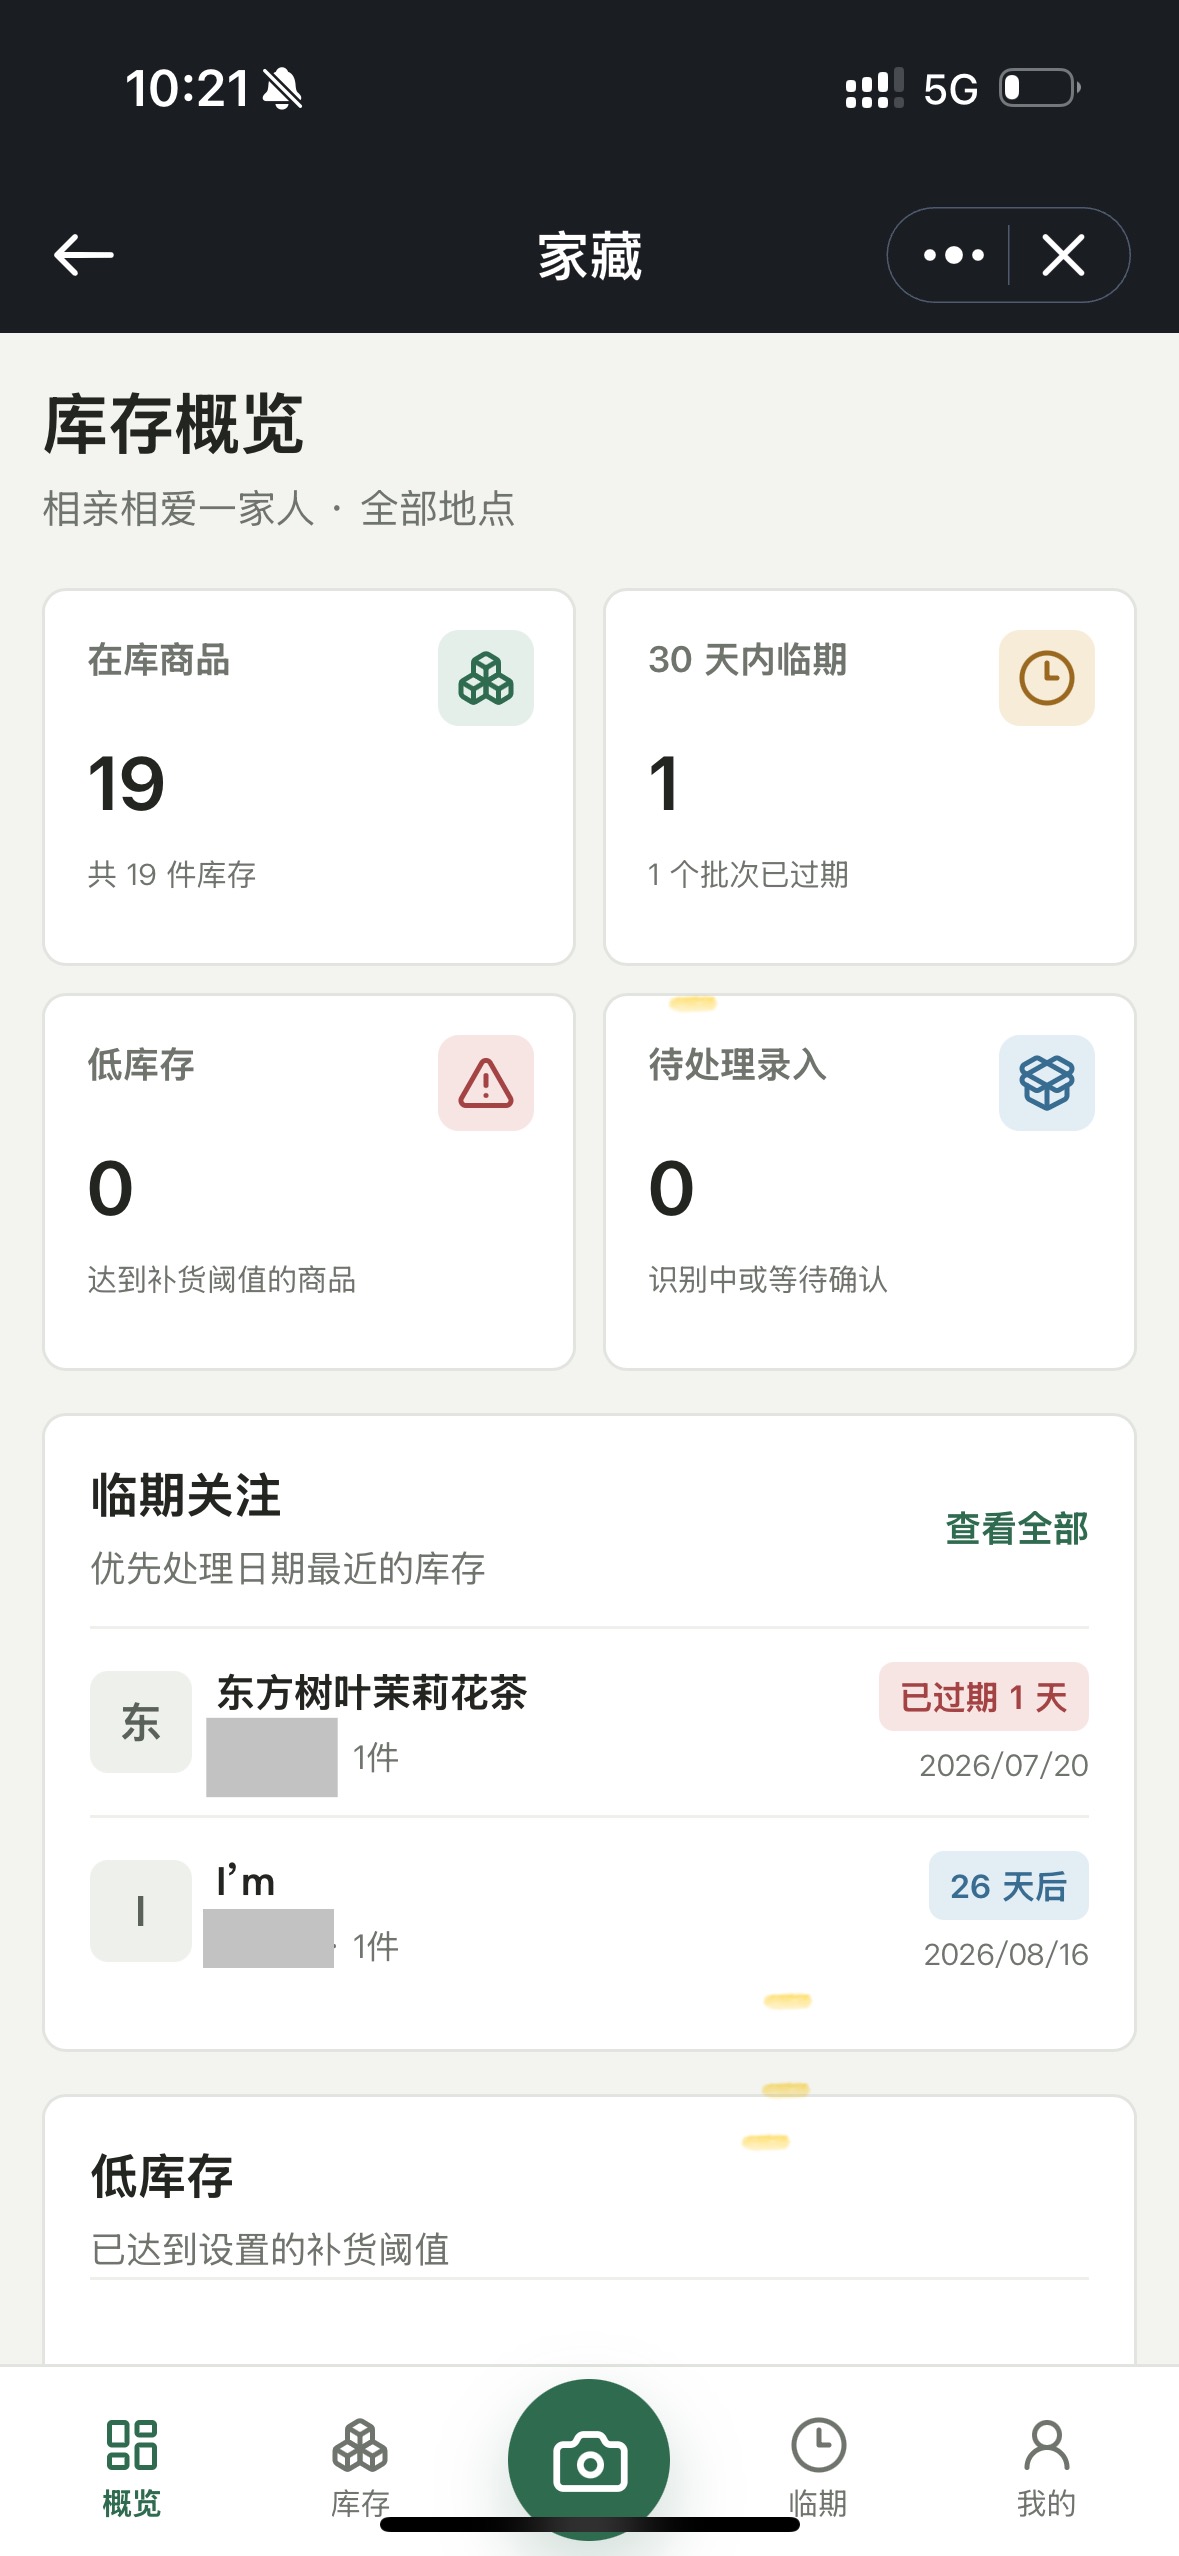 10:21
5G
家藏
库存概览
相亲相爱一家人 · 全部地点
在库商品
19
共 19 件库存
30 天内临期
1
1 个批次已过期
低库存
0
达到补货阈值的商品
待处理录入
0
识别中或等待确认
临期关注
优先处理日期最近的库存
查看全部
东
东方树叶茉莉花茶
1件
已过期 1 天
2026/07/20
I
I’m
· 1件
26 天后
2026/08/16
低库存
已达到设置的补货阈值
概览
库存
临期
我的